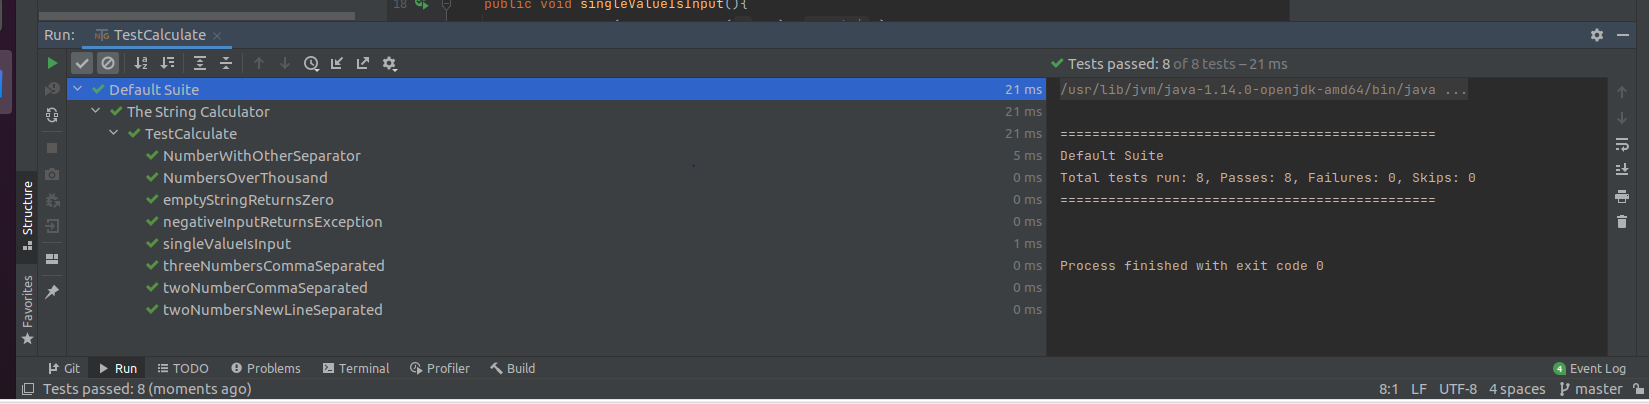 18 public void singleValueIsInput(){
Run: TestCalculate
Tests passed: 8 of 8 tests – 21 ms
Default Suite 21 ms
The String Calculator 21 ms
TestCalculate 21 ms
NumberWithOtherSeparator 5 ms
NumbersOverThousand 0 ms
emptyStringReturnsZero 0 ms
negativeInputReturnsException 0 ms
singleValueIsInput 1 ms
threeNumbersCommaSeparated 0 ms
twoNumberCommaSeparated 0 ms
twoNumbersNewLineSeparated 0 ms
/usr/lib/jvm/java-1.14.0-openjdk-amd64/bin/java ...
===============================================
Default Suite
Total tests run: 8, Passes: 8, Failures: 0, Skips: 0
===============================================
Process finished with exit code 0
Structure
Favorites
Git Run TODO Problems Terminal Profiler Build 4 Event Log
Tests passed: 8 (moments ago) 8:1 LF UTF-8 4 spaces master